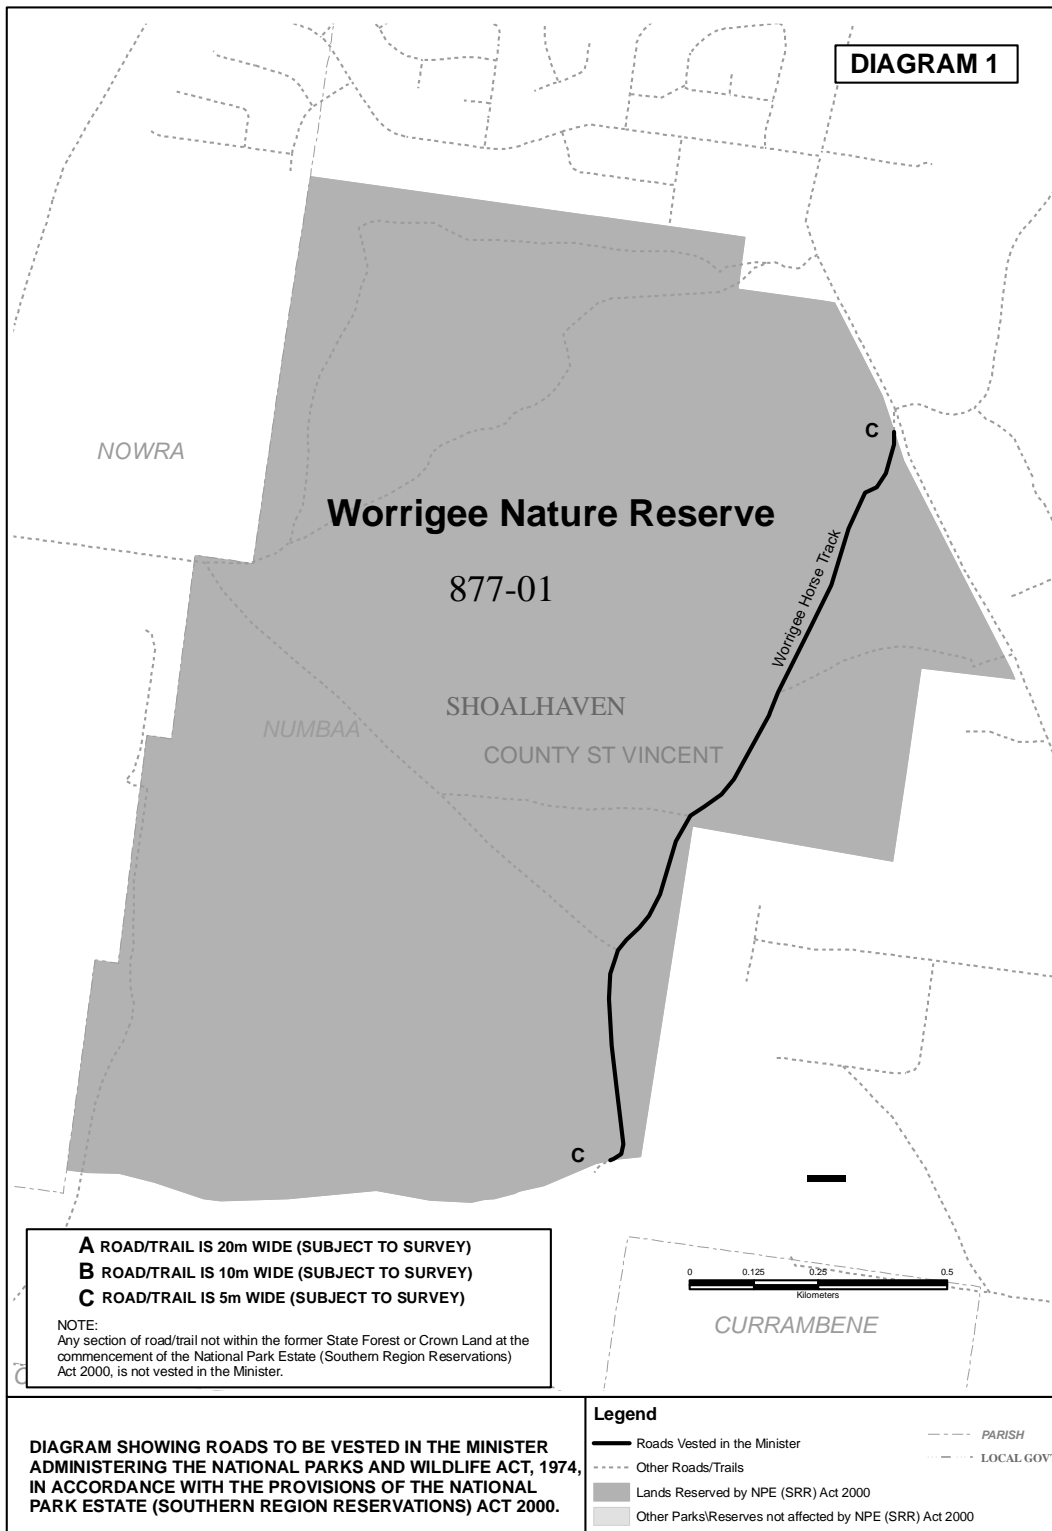 DIAGRAM 1
C
NOWRA
Worrigee Nature Reserve
877-01
Worrigee Horse Track
SHOALHAVEN
NUMBAA
COUNTY ST VINCENT
C
A ROAD/TRAIL IS 20m WIDE (SUBJECT TO SURVEY)
B ROAD/TRAIL IS 10m WIDE (SUBJECT TO SURVEY)
C ROAD/TRAIL IS 5m WIDE (SUBJECT TO SURVEY)
NOTE:
Any section of road/trail not within the former State Forest or Crown Land at the
commencement of the National Park Estate (Southern Region Reservations)
Act 2000, is not vested in the Minister.
0 0.125 0.25 0.5
Kilometers
CURRAMBENE
DIAGRAM SHOWING ROADS TO BE VESTED IN THE MINISTER
ADMINISTERING THE NATIONAL PARKS AND WILDLIFE ACT, 1974,
IN ACCORDANCE WITH THE PROVISIONS OF THE NATIONAL
PARK ESTATE (SOUTHERN REGION RESERVATIONS) ACT 2000.
Legend
Roads Vested in the Minister
Other Roads/Trails
Lands Reserved by NPE (SRR) Act 2000
Other Parks\Reserves not affected by NPE (SRR) Act 2000
PARISH
LOCAL GOV